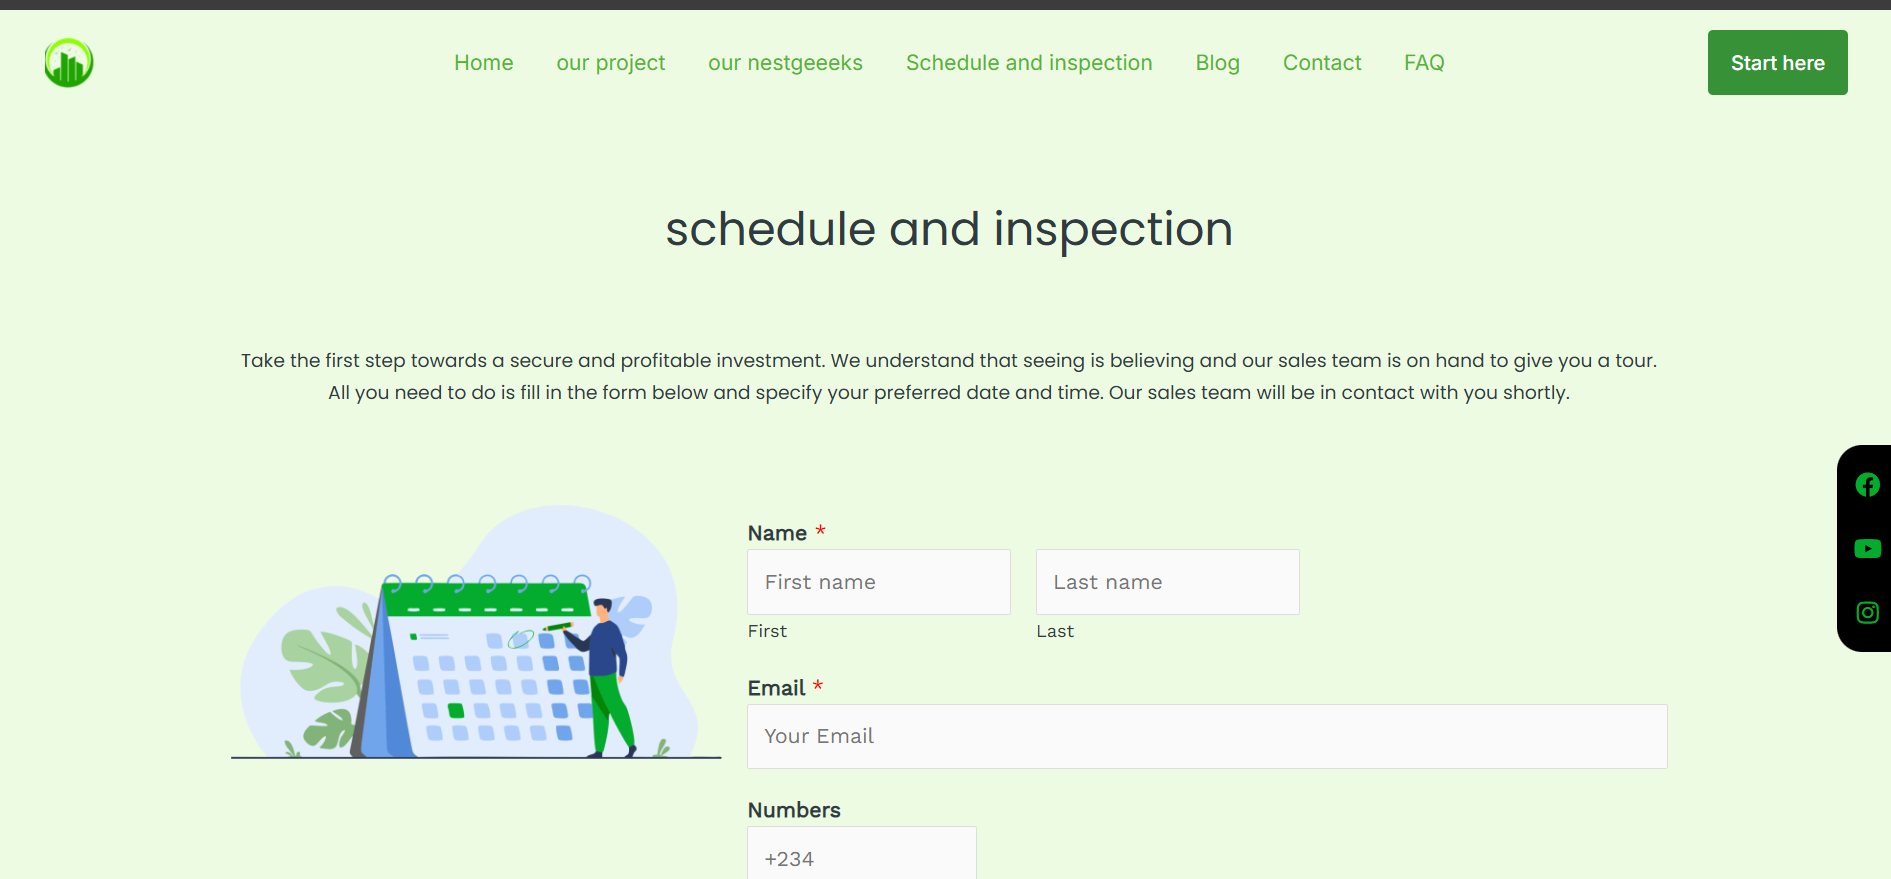 Home our project our nestgeeeks Schedule and inspection Blog Contact FAQ Start here
schedule and inspection
Take the first step towards a secure and profitable investment. We understand that seeing is believing and our sales team is on hand to give you a tour.
All you need to do is fill in the form below and specify your preferred date and time. Our sales team will be in contact with you shortly.
Name *
First name Last name
First Last
Email *
Your Email
Numbers
+234